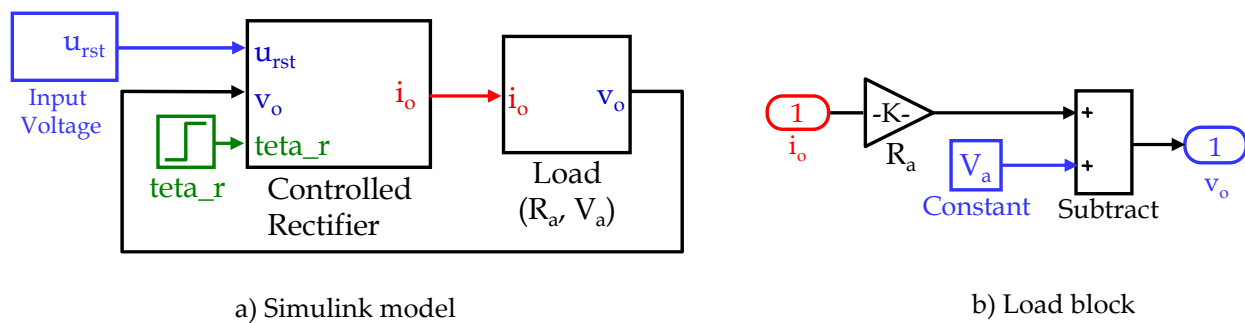 u_rst
Input
Voltage
teta_r
u_rst
v_o
teta_r
i_o
Controlled
Rectifier
i_o
v_o
Load
(R_a, V_a)
a) Simulink model
1
i_o
-K-
R_a
V_a
Constant
+
+
Subtract
1
v_o
b) Load block